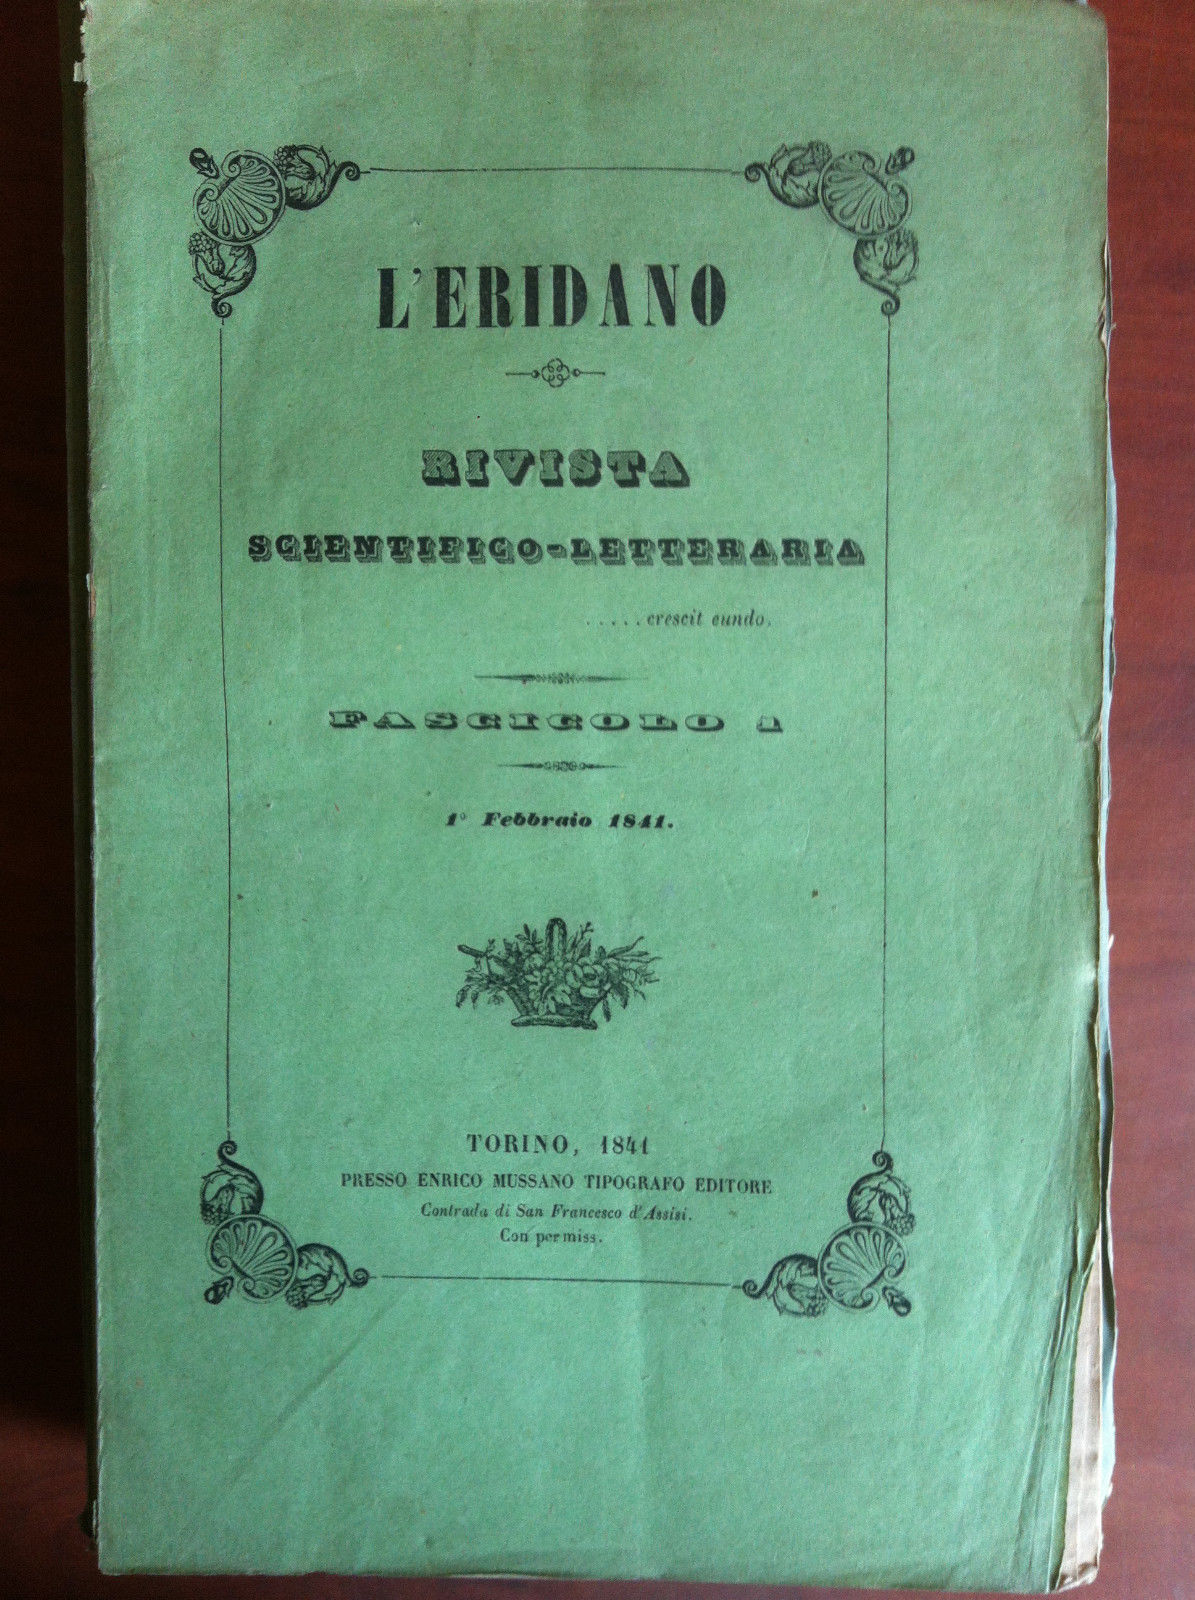 L'ERIDANO
RIVISTA
SCIENTIFICO-LETTERARIA
.....crescit eundo.
FASCICOLO 1
1° Febbraio 1841.
TORINO, 1841
PRESSO ENRICO MUSSANO TIPOGRAFO EDITORE
Contrada di San Francesco d'Assisi.
Con permiss.